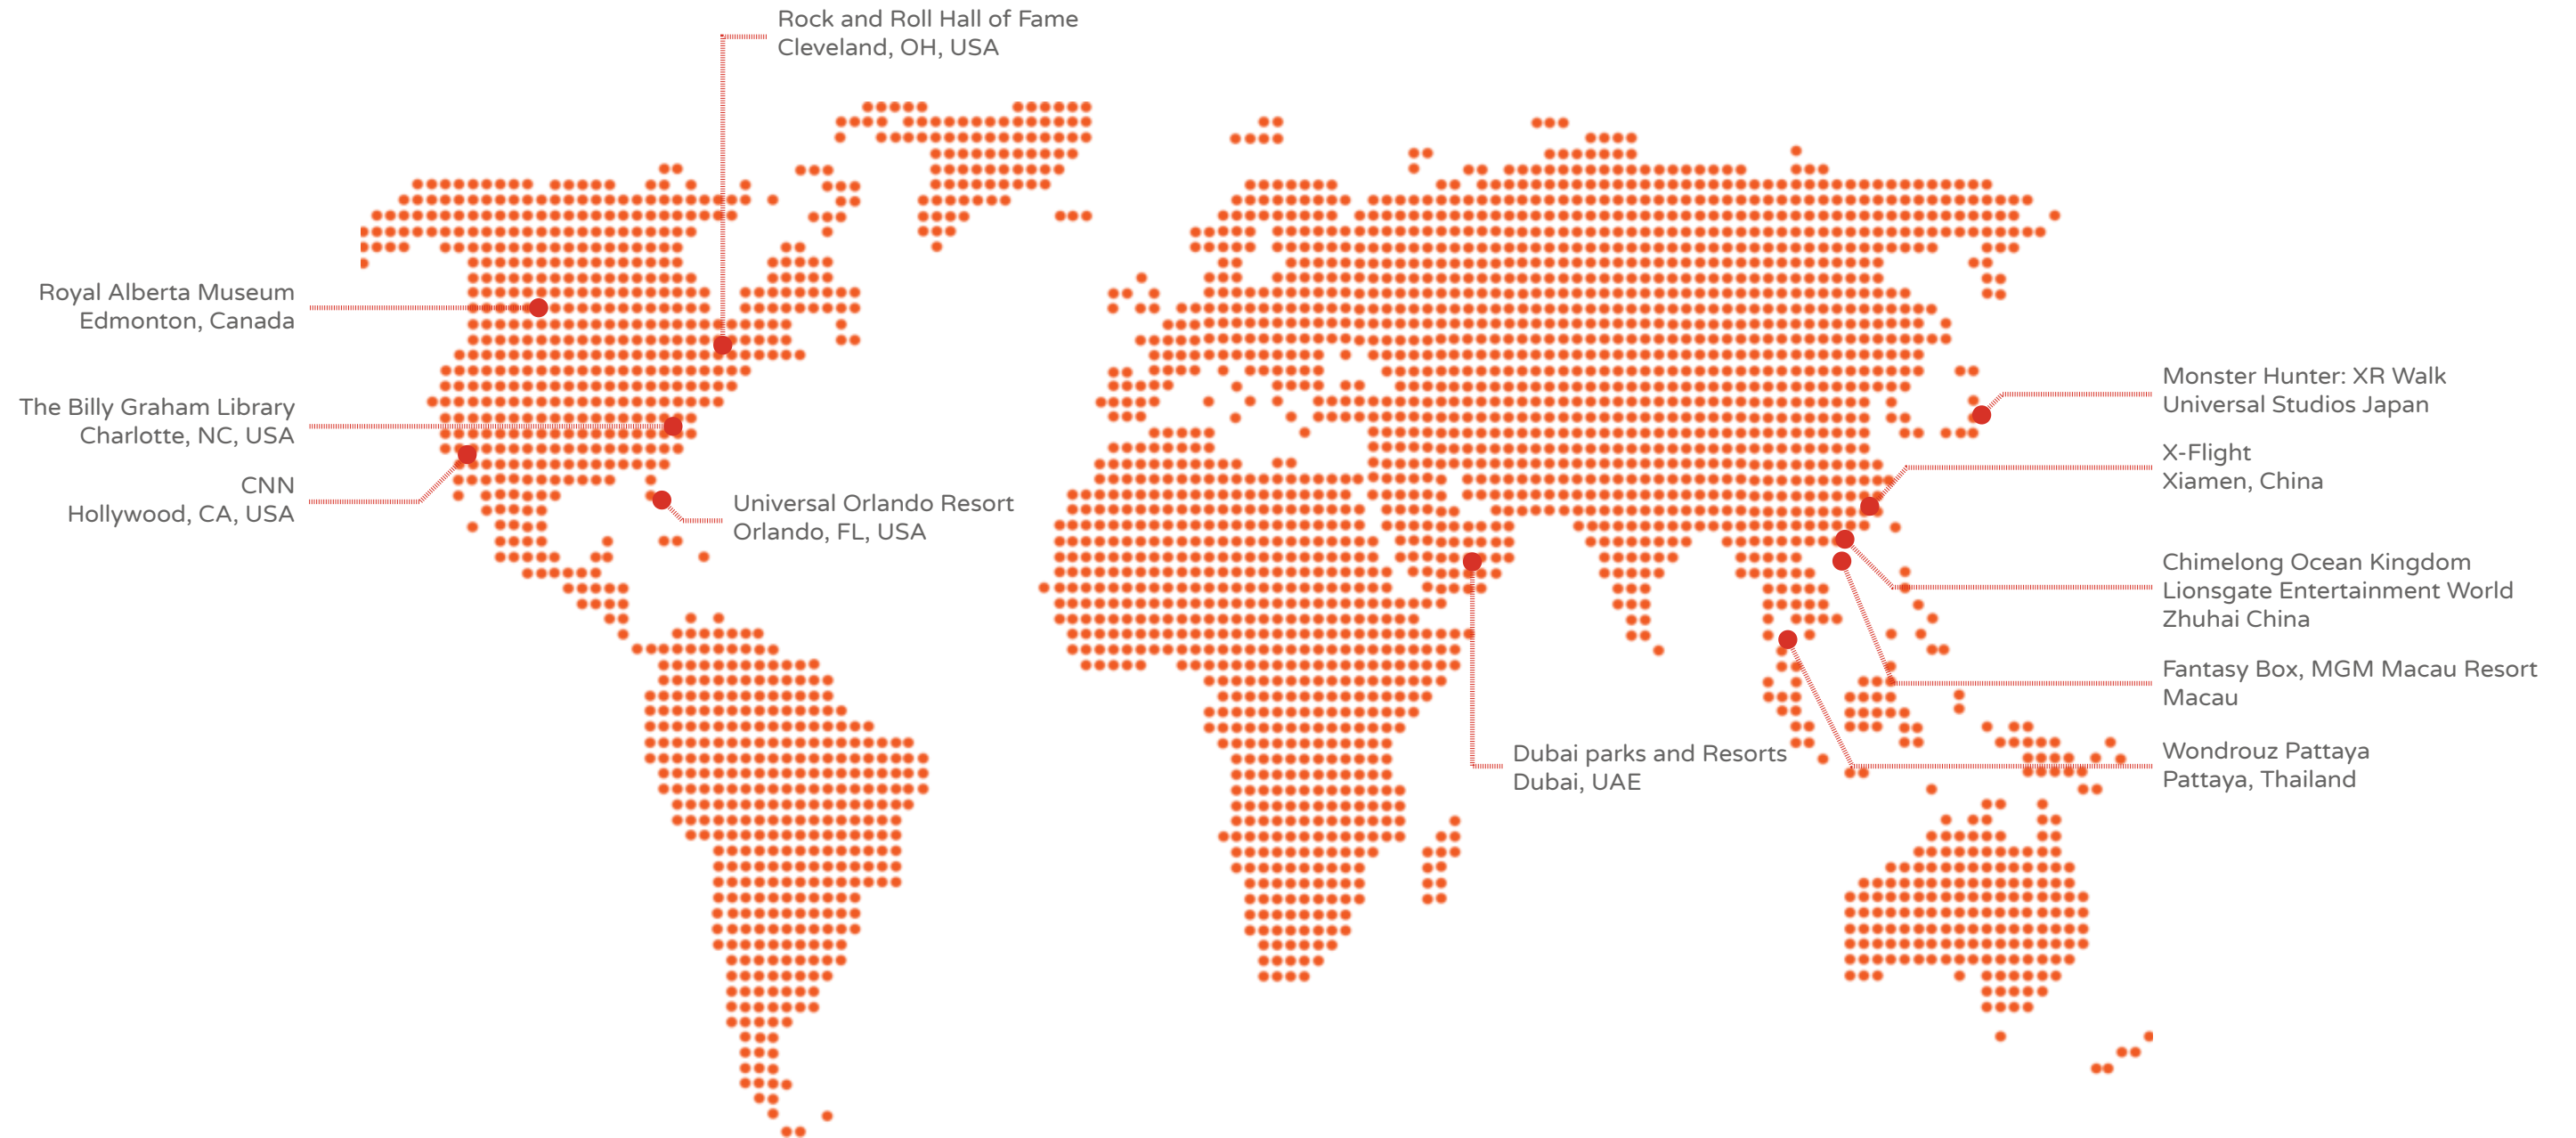 Rock and Roll Hall of Fame
Cleveland, OH, USA
Royal Alberta Museum
Edmonton, Canada
The Billy Graham Library
Charlotte, NC, USA
CNN
Hollywood, CA, USA
Universal Orlando Resort
Orlando, FL, USA
Dubai parks and Resorts
Dubai, UAE
Monster Hunter: XR Walk
Universal Studios Japan
X-Flight
Xiamen, China
Chimelong Ocean Kingdom
Lionsgate Entertainment World
Zhuhai China
Fantasy Box, MGM Macau Resort
Macau
Wondrouz Pattaya
Pattaya, Thailand